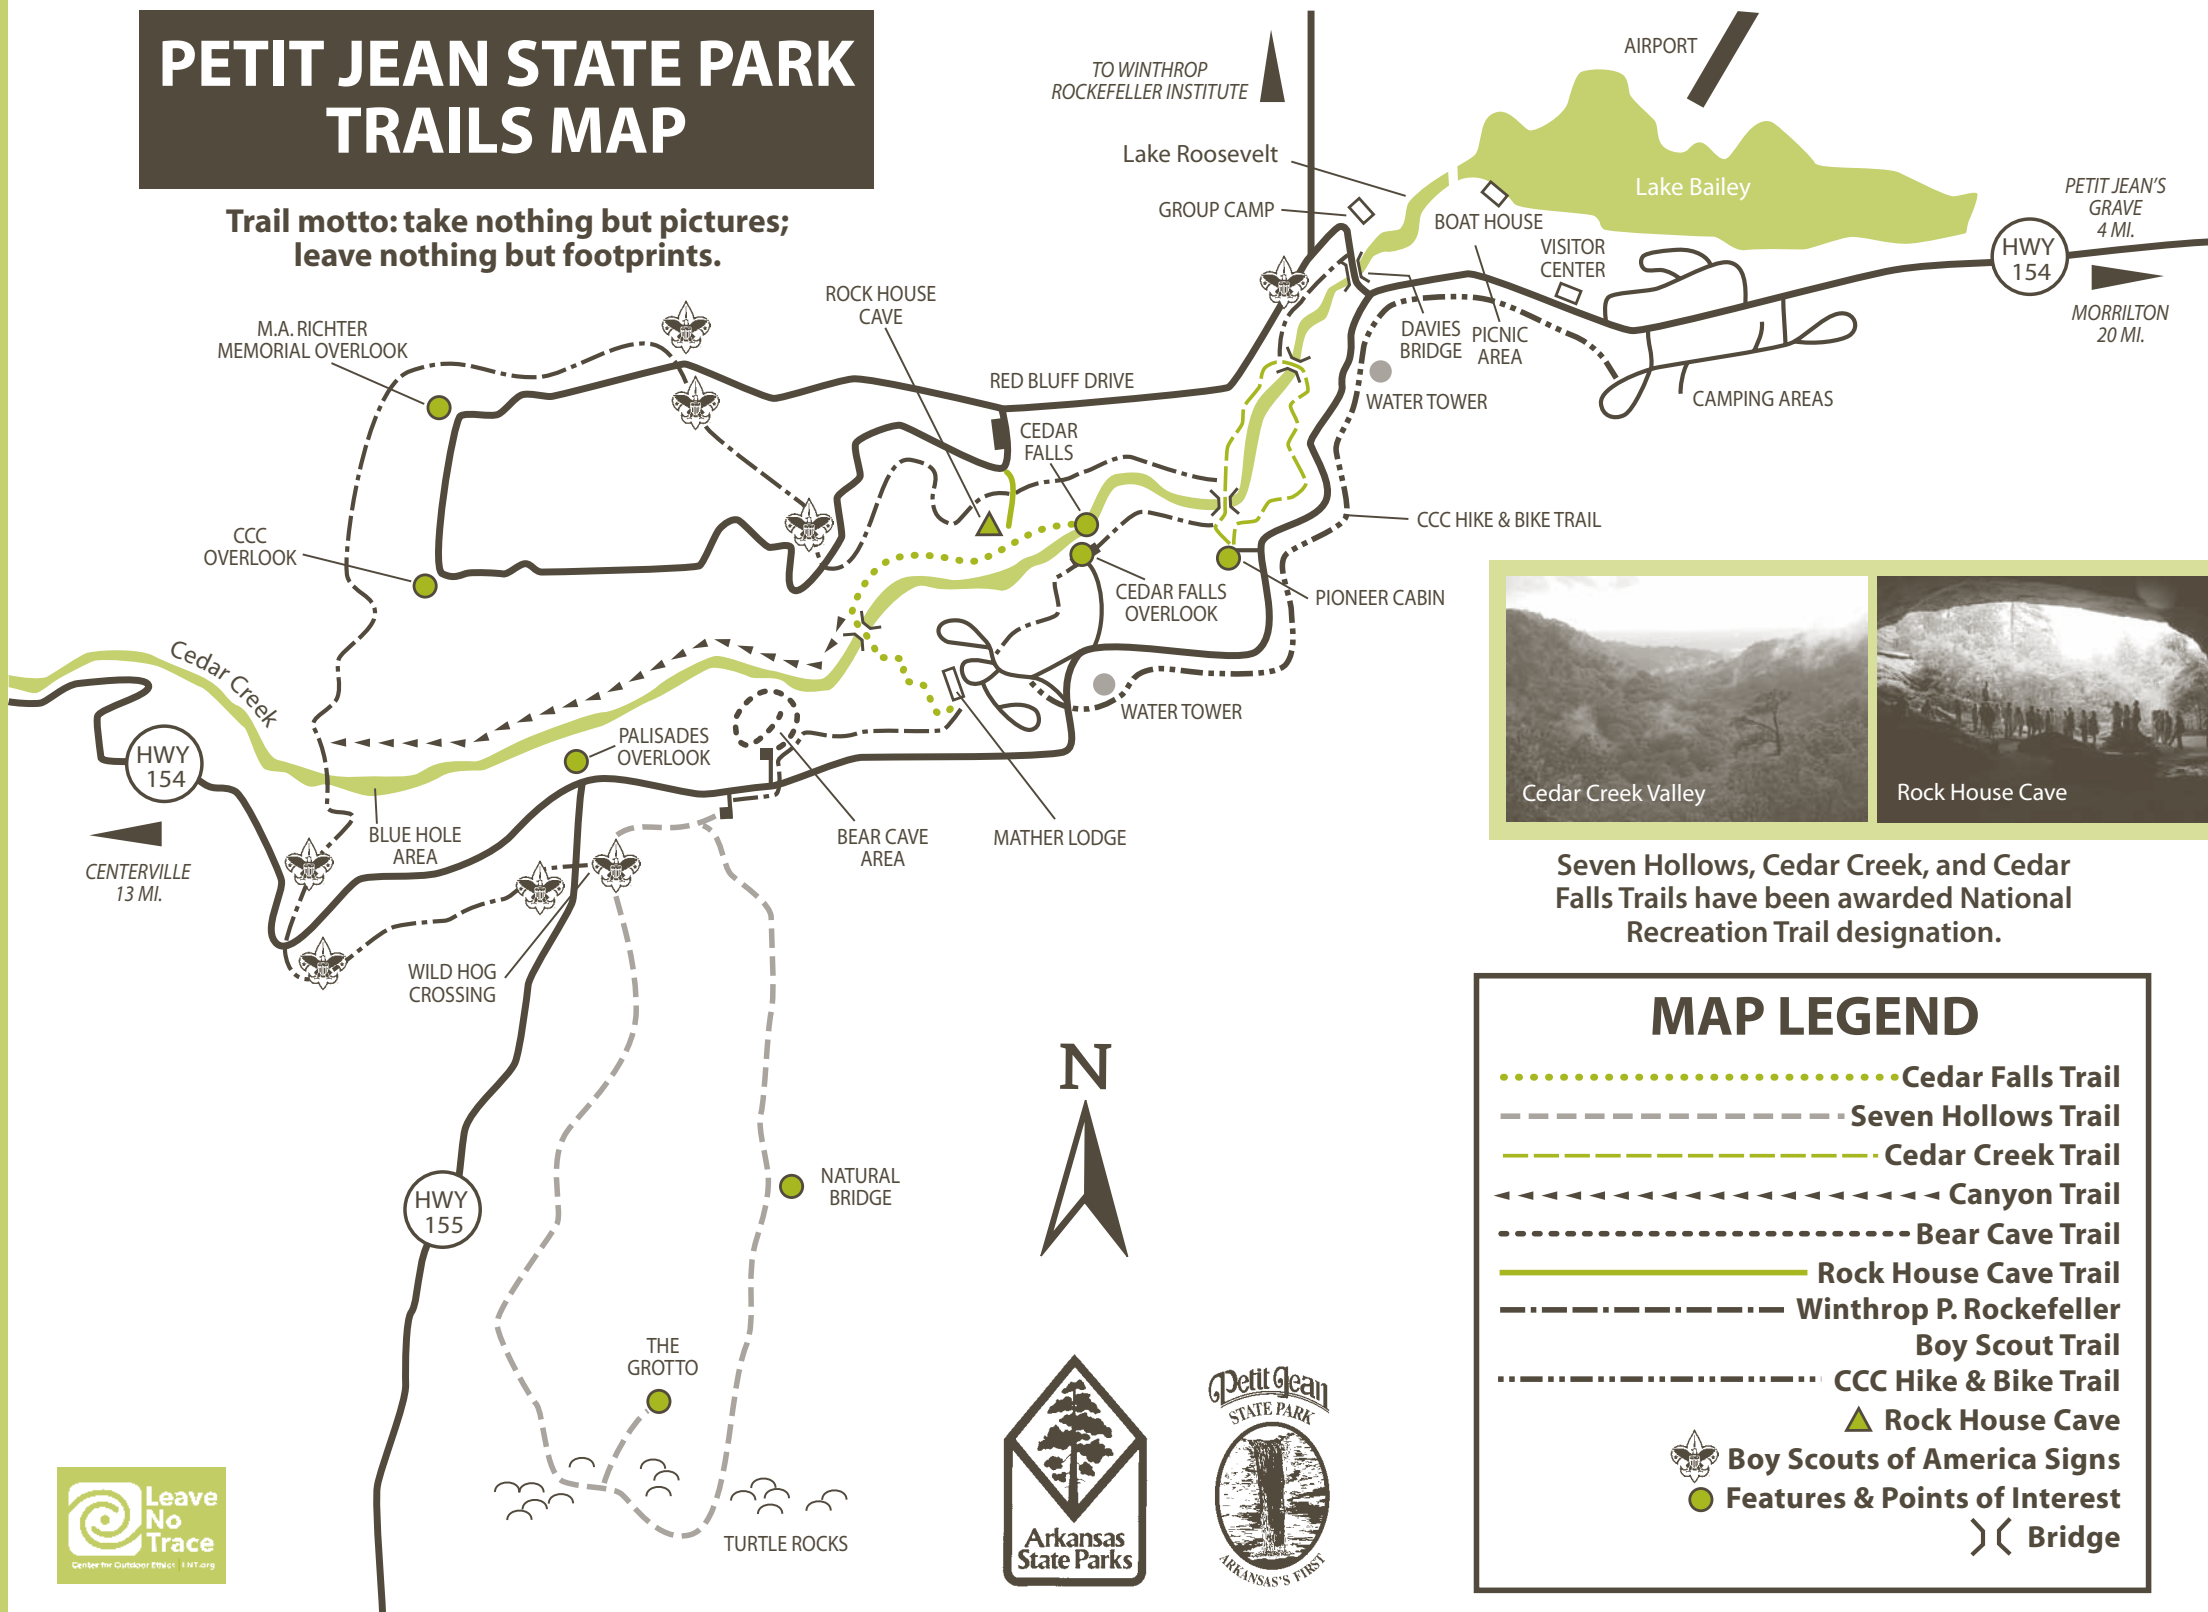 PETIT JEAN STATE PARK
TRAILS MAP
Trail motto: take nothing but pictures;
leave nothing but footprints.
TO WINTHROP
ROCKEFELLER INSTITUTE
AIRPORT
Lake Roosevelt
Lake Bailey
GROUP CAMP
BOAT HOUSE
VISITOR
CENTER
PETIT JEAN'S
GRAVE
4 MI.
HWY
154
MORRILTON
20 MI.
ROCK HOUSE
CAVE
M.A. RICHTER
MEMORIAL OVERLOOK
DAVIES
BRIDGE
PICNIC
AREA
RED BLUFF DRIVE
WATER TOWER
CAMPING AREAS
CEDAR
FALLS
CCC
OVERLOOK
CCC HIKE & BIKE TRAIL
CEDAR FALLS
OVERLOOK
PIONEER CABIN
Cedar Creek
WATER TOWER
HWY
154
PALISADES
OVERLOOK
BLUE HOLE
AREA
BEAR CAVE
AREA
MATHER LODGE
CENTERVILLE
13 MI.
WILD HOG
CROSSING
Cedar Creek Valley
Rock House Cave
Seven Hollows, Cedar Creek, and Cedar
Falls Trails have been awarded National
Recreation Trail designation.
N
NATURAL
BRIDGE
HWY
155
THE
GROTTO
TURTLE ROCKS
MAP LEGEND
Cedar Falls Trail
Seven Hollows Trail
Cedar Creek Trail
Canyon Trail
Bear Cave Trail
Rock House Cave Trail
Winthrop P. Rockefeller
Boy Scout Trail
CCC Hike & Bike Trail
Rock House Cave
Boy Scouts of America Signs
Features & Points of Interest
Bridge
Leave
No
Trace
Center for Outdoor Ethics | LNT.org
Arkansas
State Parks
Petit Jean
STATE PARK
ARKANSAS'S FIRST